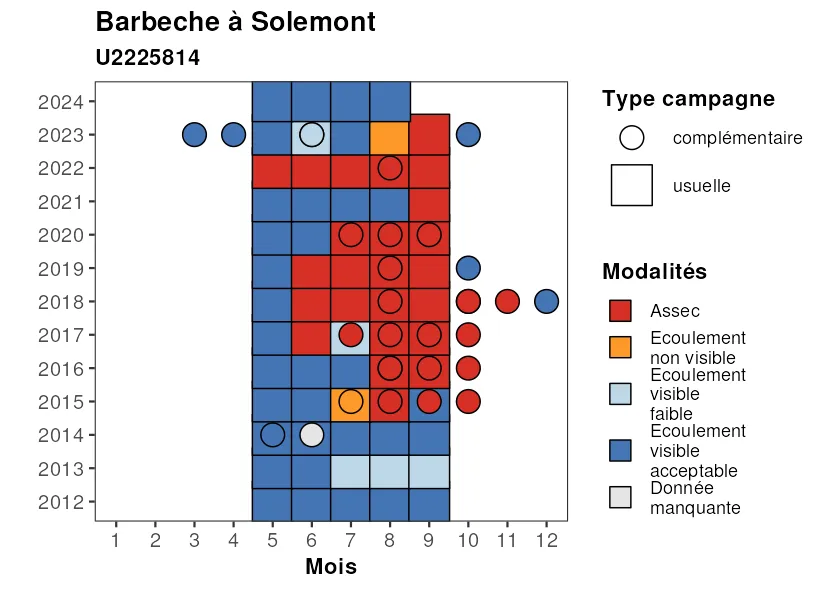 Barbeche à Solemont
U2225814
2024
2023
2022
2021
2020
2019
2018
2017
2016
2015
2014
2013
2012
1 2 3 4 5 6 7 8 9 10 11 12
Mois
Type campagne
complémentaire
usuelle
Modalités
Assec
Ecoulement
non visible
Ecoulement
visible
faible
Ecoulement
visible
acceptable
Donnée
manquante